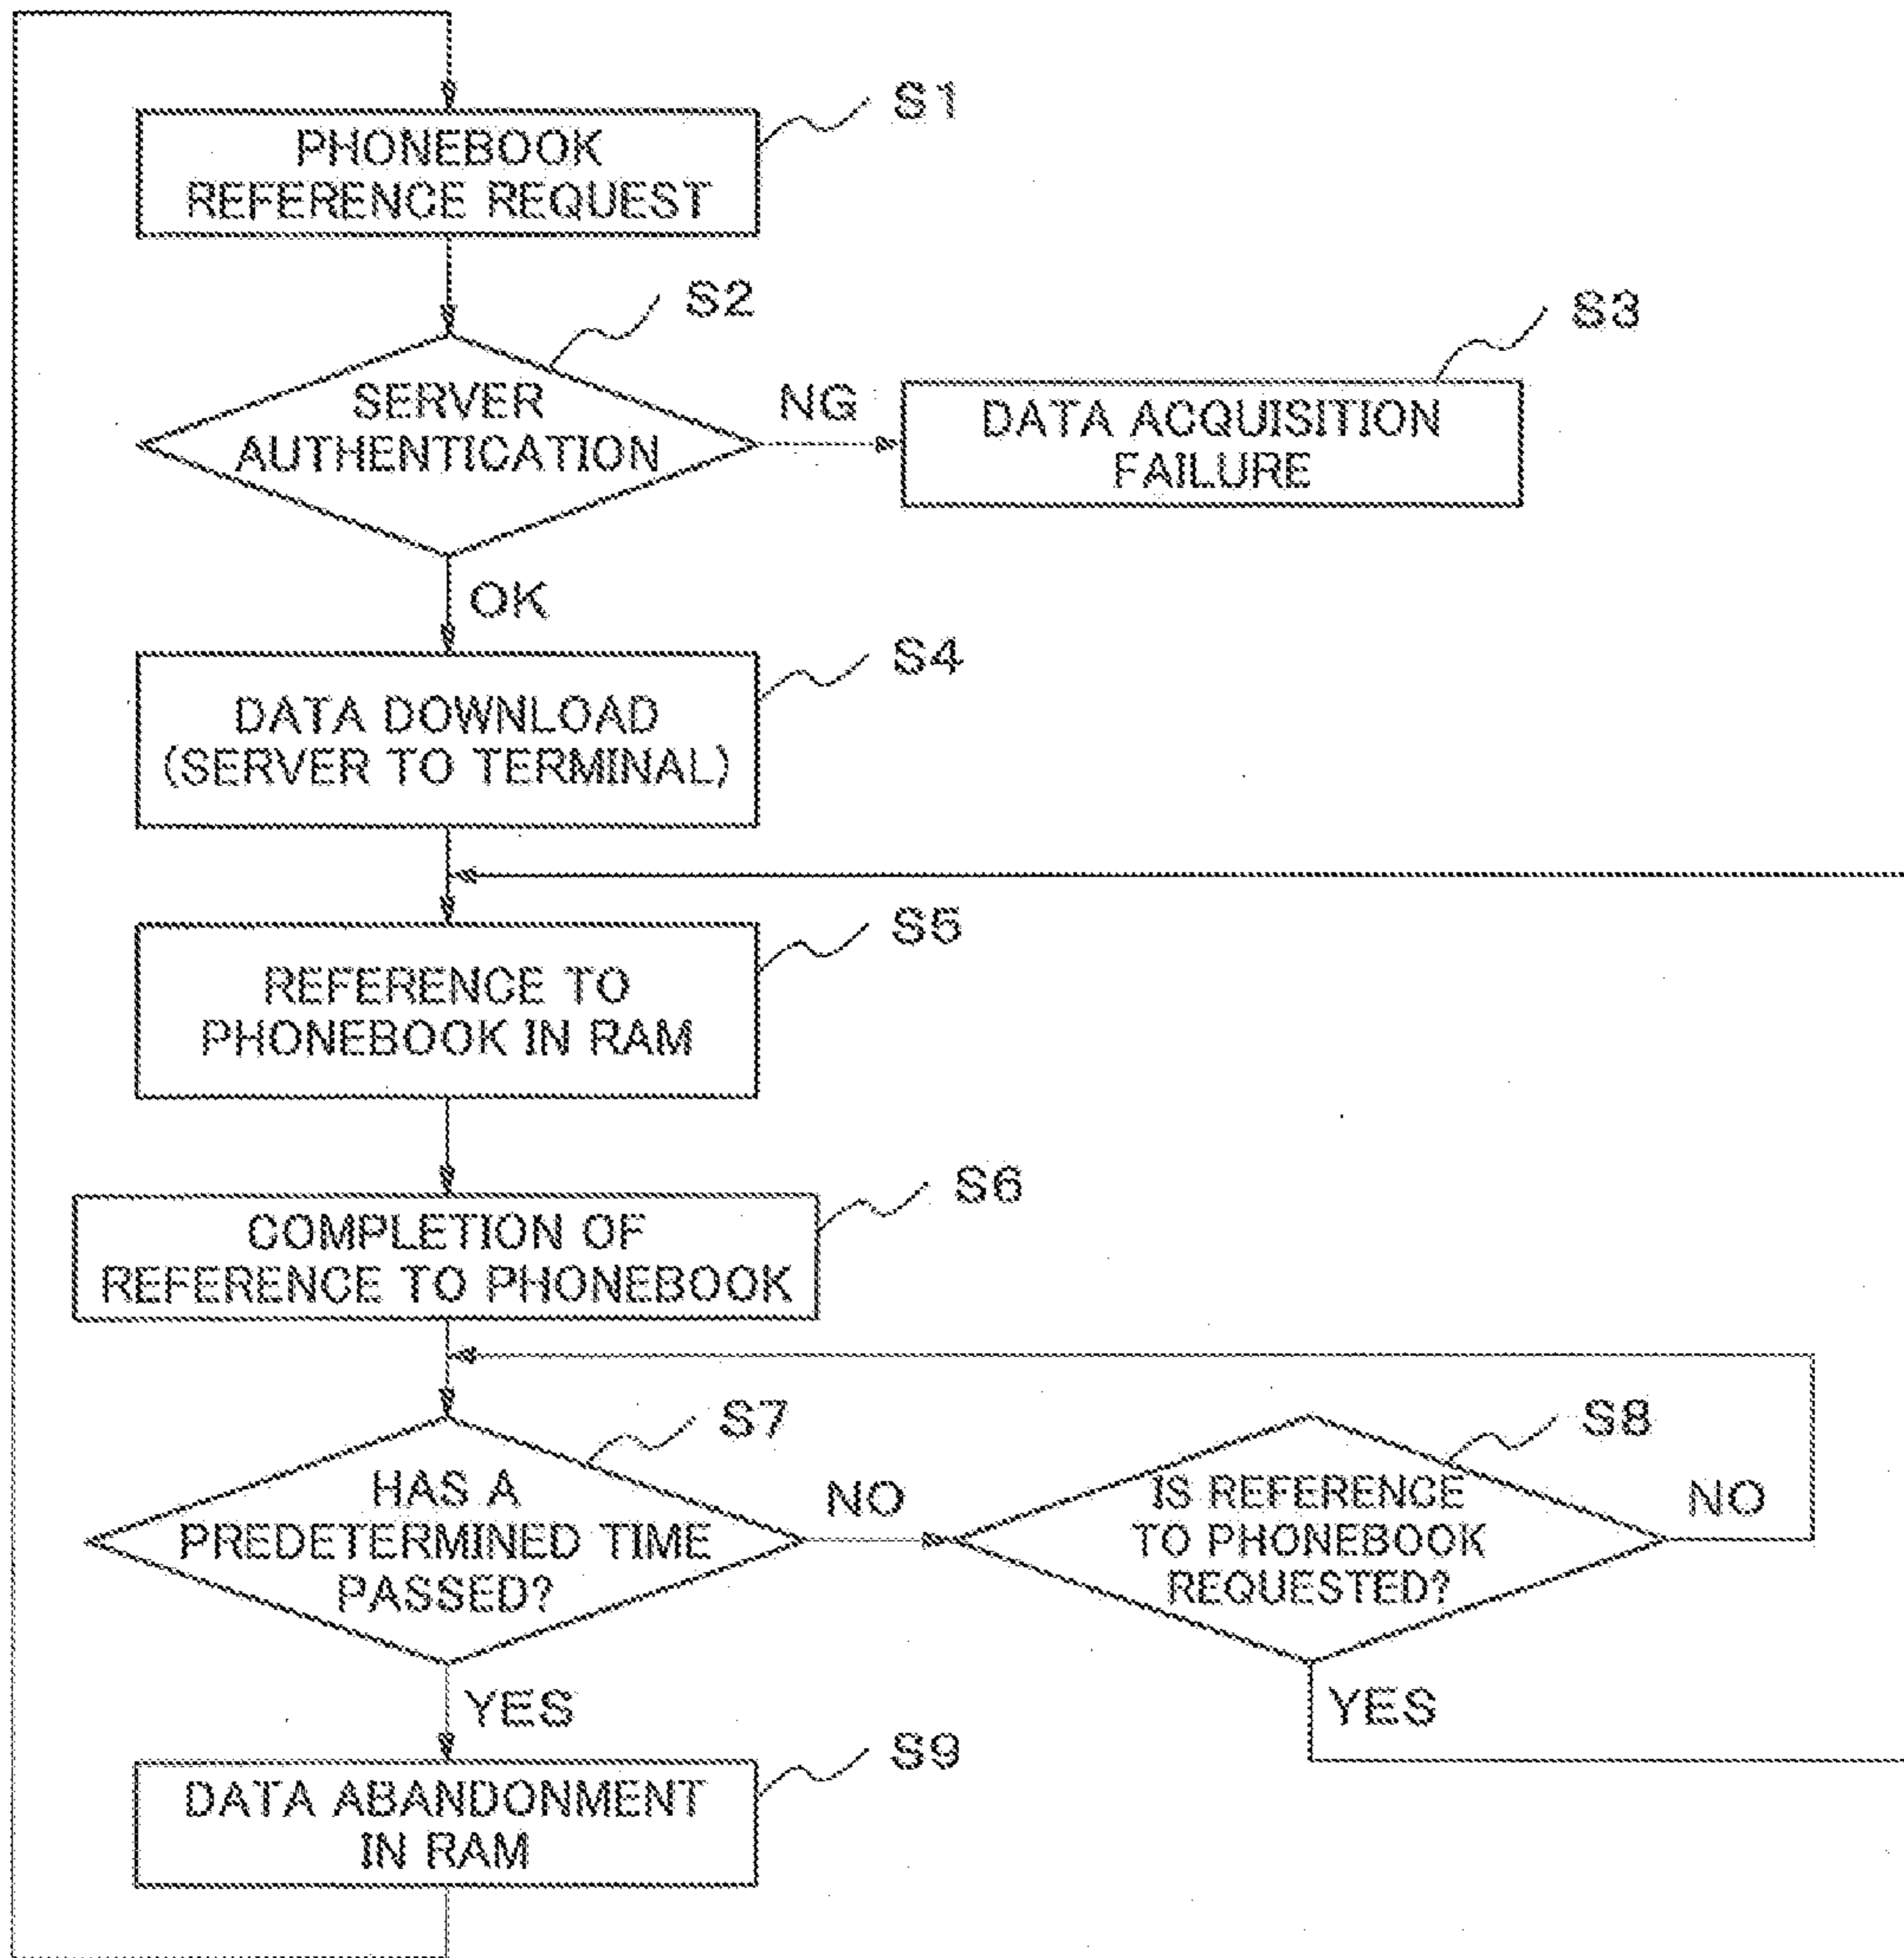 S1
PHONEBOOK
REFERENCE REQUEST
S2
SERVER
AUTHENTICATION
NG
S3
DATA ACQUISITION
FAILURE
OK
S4
DATA DOWNLOAD
(SERVER TO TERMINAL)
S5
REFERENCE TO
PHONEBOOK IN RAM
S6
COMPLETION OF
REFERENCE TO PHONEBOOK
S7
HAS A
PREDETERMINED TIME
PASSED?
NO
S8
IS REFERENCE
TO PHONEBOOK
REQUESTED?
NO
YES
YES
S9
DATA ABANDONMENT
IN RAM